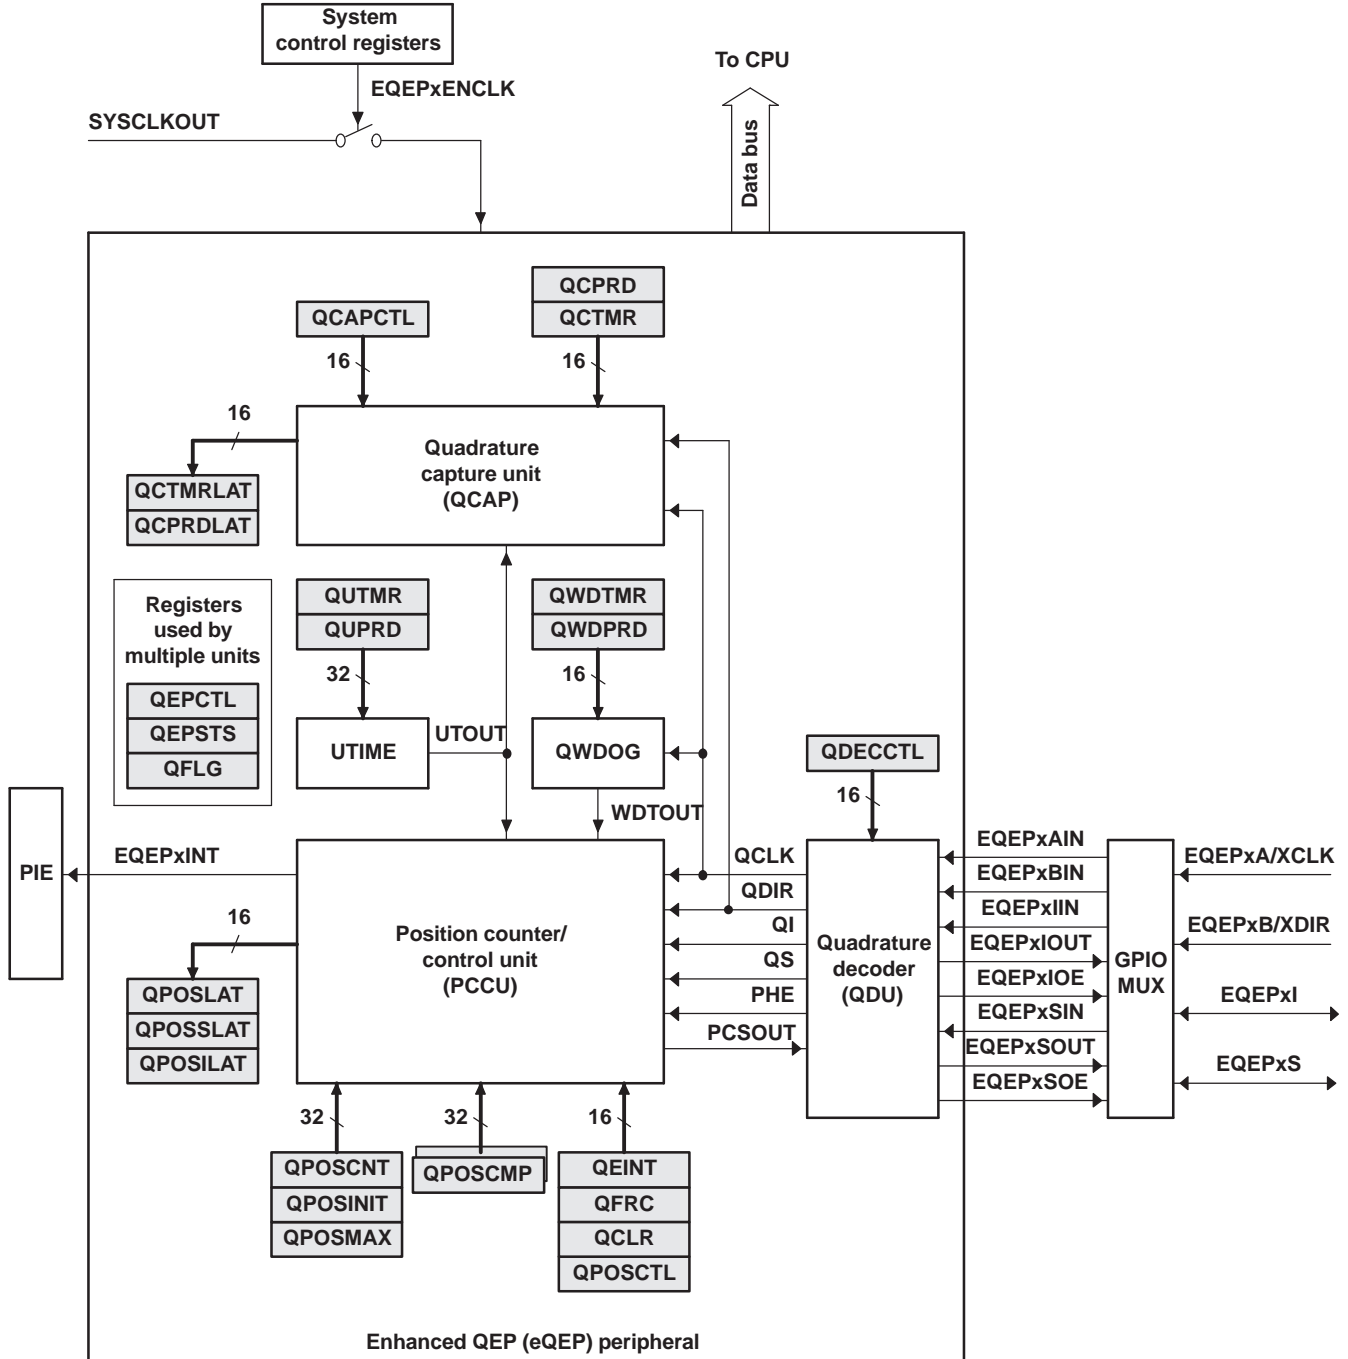 System
control registers
To CPU
EQEPxENCLK
SYSCLKOUT
Data bus
QCPRD
QCAPCTL
QCTMR
16
16
16
Quadrature
capture unit
(QCAP)
QCTMRLAT
QCPRDLAT
Registers
used by
multiple units
QEPCTL
QEPSTS
QFLG
QUTMR
QUPRD
32
UTIME
UTOUT
QWDTMR
QWDPRD
16
QWDOG
WDTOUT
QDECCTL
16
PIE
EQEPxINT
16
QPOSLAT
QPOSSLAT
QPOSILAT
Position counter/
control unit
(PCCU)
QCLK
QDIR
QI
QS
PHE
PCSOUT
Quadrature
decoder
(QDU)
EQEPxAIN
EQEPxBIN
EQEPxIIN
EQEPxIOUT
EQEPxIOE
EQEPxSIN
EQEPxSOUT
EQEPxSOE
GPIO
MUX
EQEPxA/XCLK
EQEPxB/XDIR
EQEPxI
EQEPxS
32
32
16
QPOSCNT
QPOSINIT
QPOSMAX
QPOSCMP
QEINT
QFRC
QCLR
QPOSCTL
Enhanced QEP (eQEP) peripheral